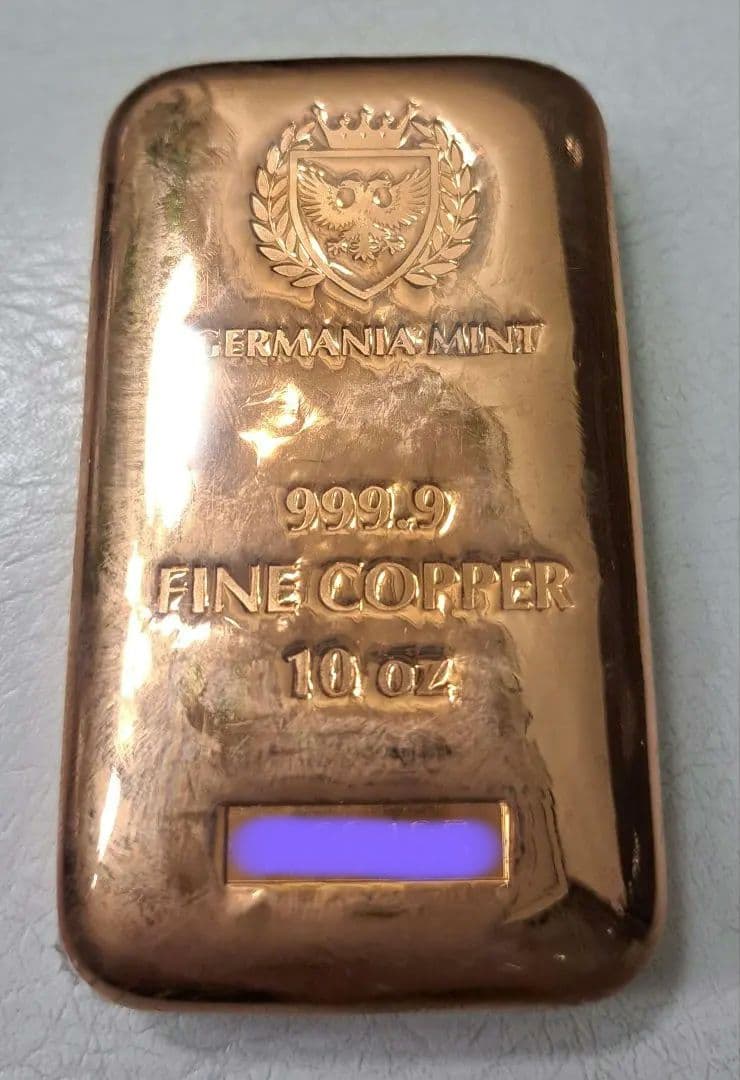 GERMANIA MINT
999.9
FINE COPPER
10 oz